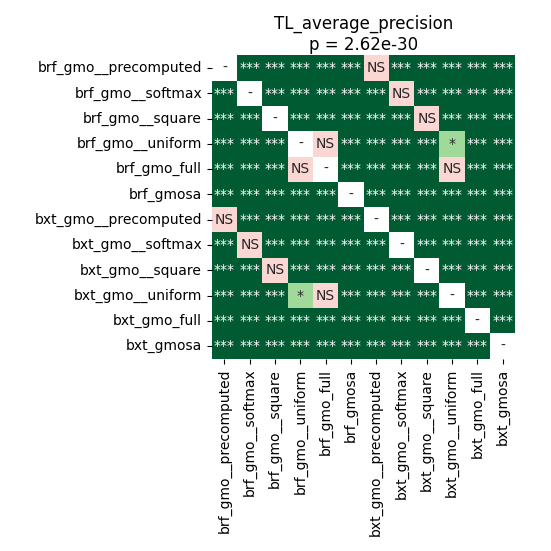 TL_average_precision
p = 2.62e-30
brf_gmo__precomputed - *** *** *** *** *** NS *** *** *** *** ***
brf_gmo__softmax *** - *** *** *** *** *** NS *** *** *** ***
brf_gmo__square *** *** - *** *** *** *** *** NS *** *** ***
brf_gmo__uniform *** *** *** - NS *** *** *** *** * *** ***
brf_gmo_full *** *** *** NS - *** *** *** *** NS *** ***
brf_gmosa *** *** *** *** *** - *** *** *** *** *** ***
bxt_gmo__precomputed NS *** *** *** *** *** - *** *** *** *** ***
bxt_gmo__softmax *** NS *** *** *** *** *** - *** *** *** ***
bxt_gmo__square *** *** NS *** *** *** *** *** - *** *** ***
bxt_gmo__uniform *** *** *** * NS *** *** *** *** - *** ***
bxt_gmo_full *** *** *** *** *** *** *** *** *** *** - ***
bxt_gmosa *** *** *** *** *** *** *** *** *** *** *** -
brf_gmo__precomputed
brf_gmo__softmax
brf_gmo__square
brf_gmo__uniform
brf_gmo_full
brf_gmosa
bxt_gmo__precomputed
bxt_gmo__softmax
bxt_gmo__square
bxt_gmo__uniform
bxt_gmo_full
bxt_gmosa